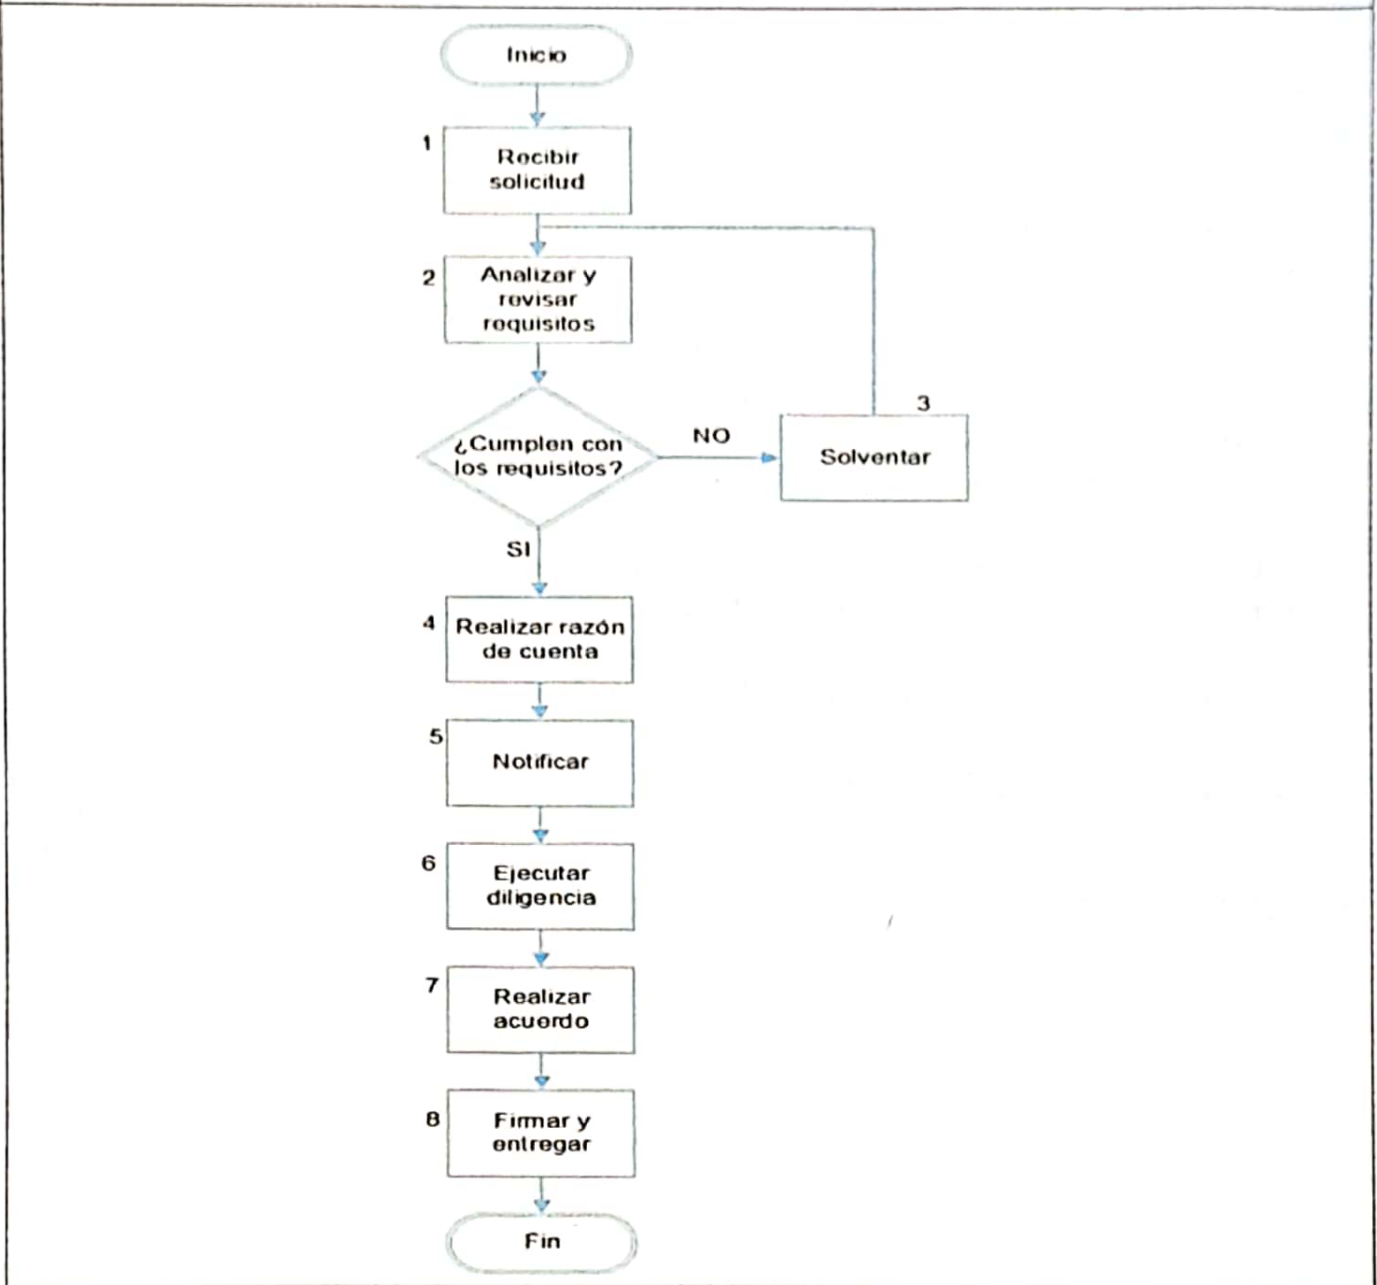 Inicio
1
Recibir
solicitud
2
Analizar y
revisar
requisitos
¿Cumplen con
los requisitos?
NO
3
Solventar
SI
4
Realizar razón
de cuenta
5
Notificar
6
Ejecutar
diligencia
7
Realizar
acuerdo
8
Firmar y
entregar
Fin